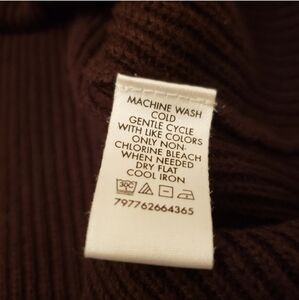 MACHINE WASH
COLD
GENTLE CYCLE
WITH LIKE COLORS
ONLY NON-
CHLORINE BLEACH
WHEN NEEDED
DRY FLAT
COOL IRON
30C
797762664365